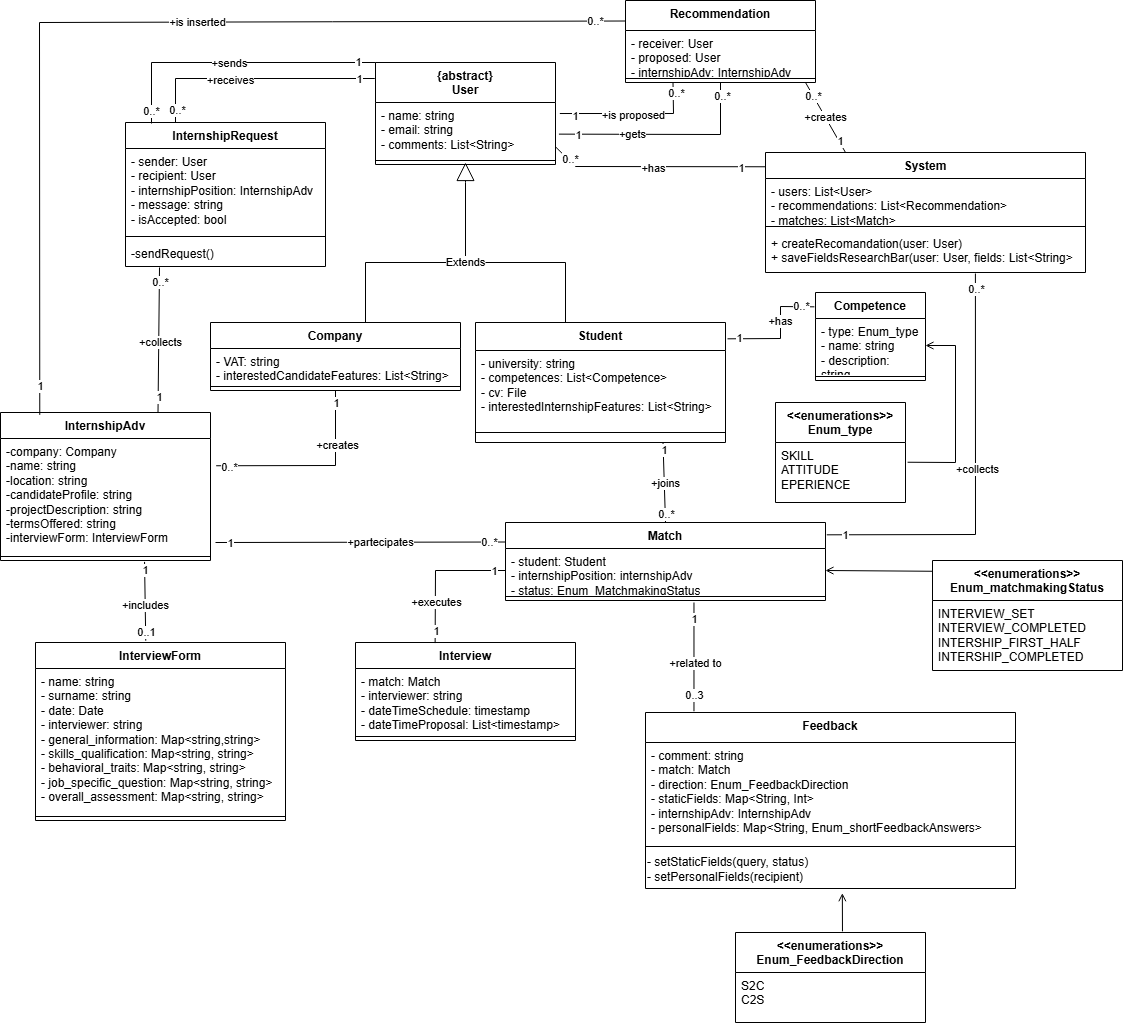 Recommendation
- receiver: User
- proposed: User
- internshipAdv: InternshipAdv
+is inserted
0..*
+sends
1
+receives
1
0..*
0..*
{abstract}
User
- name: string
- email: string
- comments: List<String>
1
+is proposed
0..*
1
+gets
0..*
0..*
+creates
1
0..*
+has
1
InternshipRequest
- sender: User
- recipient: User
- internshipPosition: InternshipAdv
- message: string
- isAccepted: bool
-sendRequest()
System
- users: List<User>
- recommendations: List<Recommendation>
- matches: List<Match>
+ createRecomandation(user: User)
+ saveFieldsResearchBar(user: User, fields: List<String>
Extends
0..*
+collects
1
1
0..*
+collects
1
Company
- VAT: string
- interestedCandidateFeatures: List<String>
Student
- university: string
- competences: List<Competence>
- cv: File
- interestedInternshipFeatures: List<String>
1
+has
0..*
Competence
- type: Enum_type
- name: string
- description:
string
<<enumerations>>
Enum_type
SKILL
ATTITUDE
EPERIENCE
1
+creates
0..*
1
+joins
0..*
InternshipAdv
-company: Company
-name: string
-location: string
-candidateProfile: string
-projectDescription: string
-termsOffered: string
-interviewForm: InterviewForm
1
+partecipates
0..*
Match
- student: Student
- internshipPosition: internshipAdv
- status: Enum_MatchmakingStatus
<<enumerations>>
Enum_matchmakingStatus
INTERVIEW_SET
INTERVIEW_COMPLETED
INTERSHIP_FIRST_HALF
INTERSHIP_COMPLETED
1
+includes
0..1
1
+executes
1
1
+related to
0..3
InterviewForm
- name: string
- surname: string
- date: Date
- interviewer: string
- general_information: Map<string,string>
- skills_qualification: Map<string, string>
- behavioral_traits: Map<string, string>
- job_specific_question: Map<string, string>
- overall_assessment: Map<string, string>
Interview
- match: Match
- interviewer: string
- dateTimeSchedule: timestamp
- dateTimeProposal: List<timestamp>
Feedback
- comment: string
- match: Match
- direction: Enum_FeedbackDirection
- staticFields: Map<String, Int>
- internshipAdv: InternshipAdv
- personalFields: Map<String, Enum_shortFeedbackAnswers>
- setStaticFields(query, status)
- setPersonalFields(recipient)
<<enumerations>>
Enum_FeedbackDirection
S2C
C2S